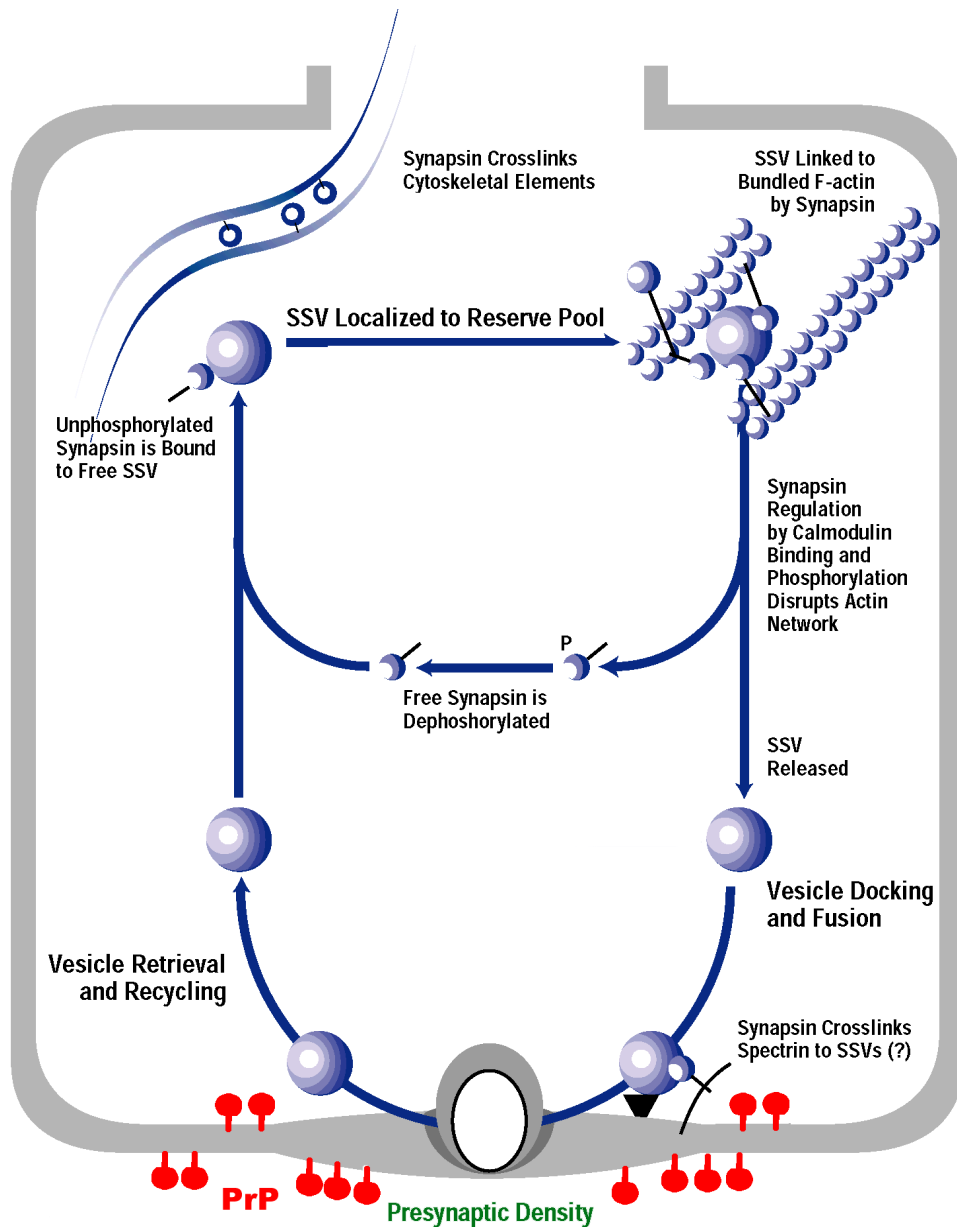 Synapsin Crosslinks
Cytoskeletal Elements
SSV Linked to
Bundled F-actin
by Synapsin
SSV Localized to Reserve Pool
Unphosphorylated
Synapsin is Bound
to Free SSV
Synapsin
Regulation
by Calmodulin
Binding and
Phosphorylation
Disrupts Actin
Network
P
Free Synapsin is
Dephoshorylated
SSV
Released
Vesicle Docking
and Fusion
Vesicle Retrieval
and Recycling
Synapsin Crosslinks
Spectrin to SSVs (?)
PrP
Presynaptic Density